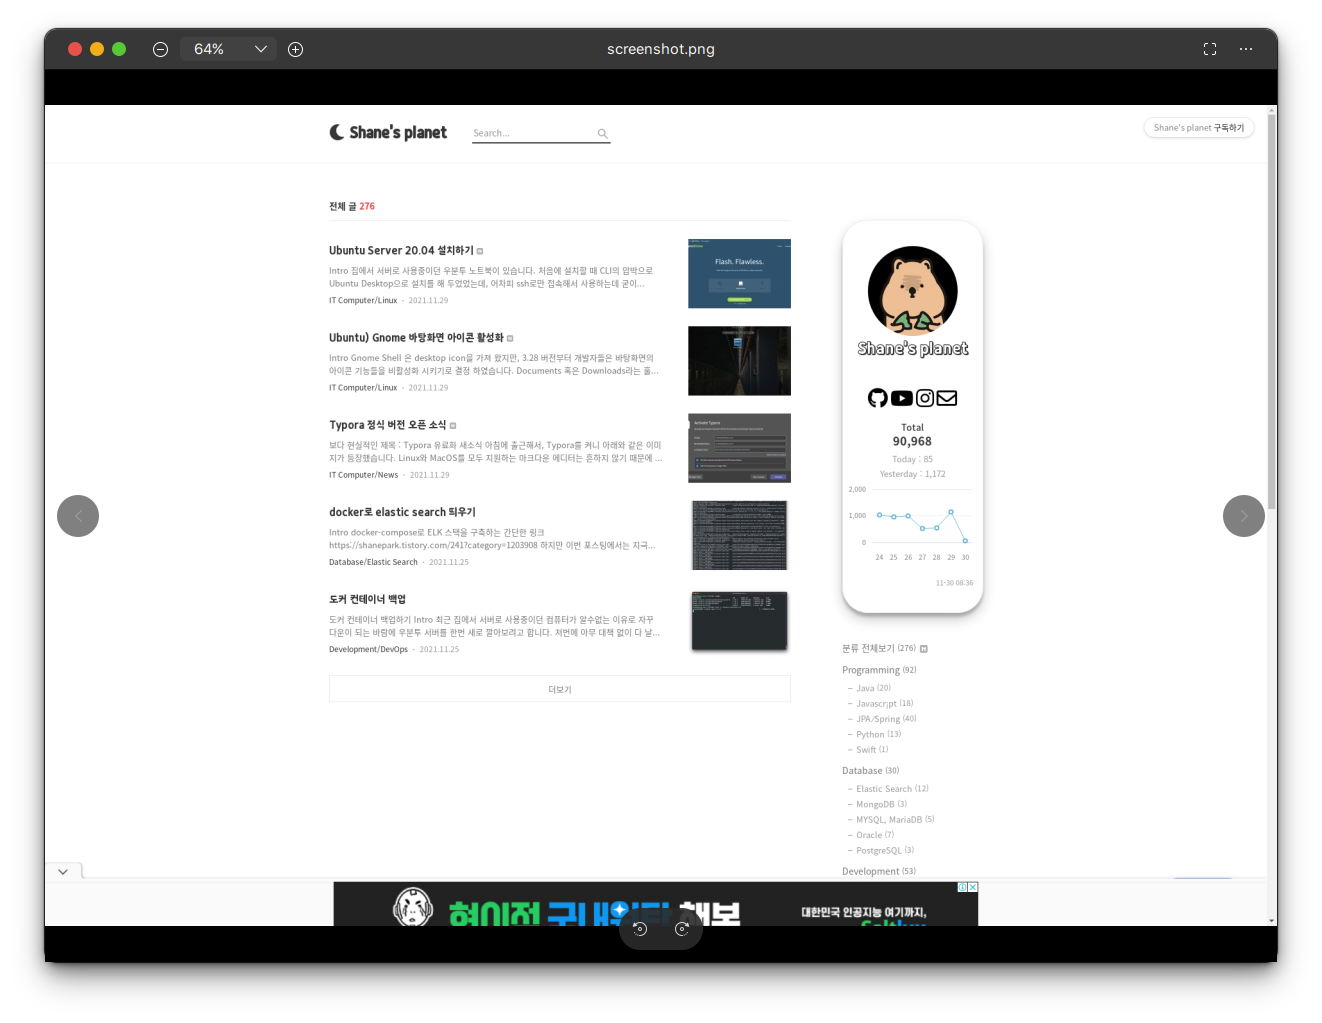 64%
screenshot.png
Shane's planet
Search...
Shane's planet 구독하기
전체 글 276
Ubuntu Server 20.04 설치하기 N
Intro 집에서 서버로 사용중이던 우분투 노트북이 있습니다. 처음에 설치할 때 CLI의 압박으로
Ubuntu Desktop으로 설치를 해 두었었는데, 어차피 ssh로만 접속해서 사용하는데 굳이...
IT Computer/Linux · 2021.11.29
Flash. Flawless.
Ubuntu) Gnome 바탕화면 아이콘 활성화 N
Intro Gnome Shell 은 desktop icon을 가져 왔지만, 3.28 버전부터 개발자들은 바탕화면의
아이콘 기능들을 비활성화 시키기로 결정 하였습니다. Documents 혹은 Downloads라는 홀...
IT Computer/Linux · 2021.11.29
Typora 정식 버전 오픈 소식 N
보다 현실적인 제목 : Typora 유료화 새소식 아침에 출근해서, Typora를 켜니 아래와 같은 이미
지가 등장했습니다. Linux와 MacOS를 모두 지원하는 마크다운 에디터는 흔하지 않기 때문에 ...
IT Computer/News · 2021.11.29
Activate Typora
docker로 elastic search 띄우기
Intro docker-compose로 ELK 스택을 구축하는 간단한 링크
https://shanepark.tistory.com/241?category=1203908 하지만 이번 포스팅에서는 지극...
Database/Elastic Search · 2021.11.25
도커 컨테이너 백업
도커 컨테이너 백업하기 Intro 최근 집에서 서버로 사용중이던 컴퓨터가 알수없는 이유로 자꾸
다운이 되는 바람에 우분투 서버를 한번 새로 깔아보려고 합니다. 저번에 아무 대책 없이 다 날...
Development/DevOps · 2021.11.25
더보기
Shane's planet
Total
90,968
Today : 85
Yesterday : 1,172
2,000
1,000
0
24 25 26 27 28 29 30
11-30 08:36
분류 전체보기 (276) N
Programming (92)
– Java (20)
– Javascript (18)
– JPA/Spring (40)
– Python (13)
– Swift (1)
Database (30)
– Elastic Search (12)
– MongoDB (3)
– MYSQL, MariaDB (5)
– Oracle (7)
– PostgreSQL (3)
Development (53)
대한민국 인공지능 여기까지,